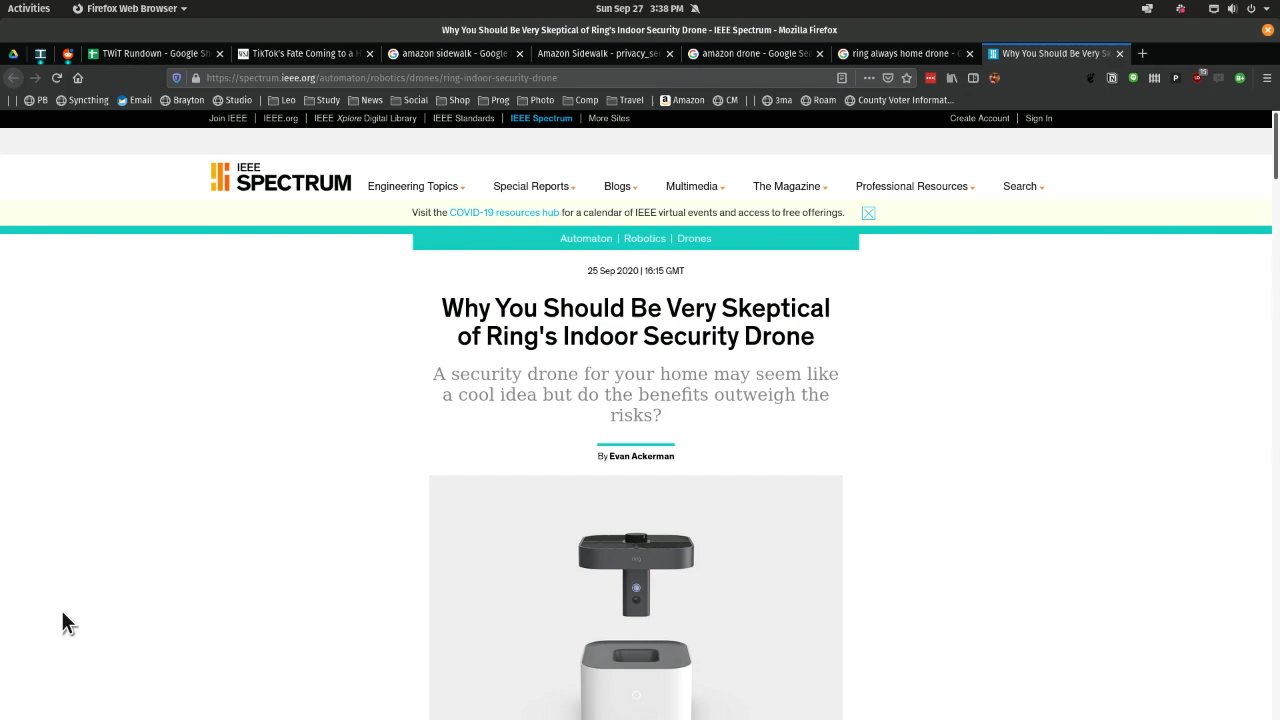 Activities Firefox Web Browser Sun Sep 27 3:38 PM
Why You Should Be Very Skeptical of Ring's Indoor Security Drone - IEEE Spectrum - Mozilla Firefox
TWiT Rundown - Google Sh TikTok's Fate Coming to a H amazon sidewalk - Google Amazon Sidewalk - privacy_se amazon drone - Google Sea ring always home drone - G Why You Should Be Very Sk
https://spectrum.ieee.org/automaton/robotics/drones/ring-indoor-security-drone
PB Syncthing Email Brayton Studio Leo Study News Social Shop Prog Photo Comp Travel Amazon CM 3ma Roam County Voter Informat...
Join IEEE | IEEE.org | IEEE Xplore Digital Library | IEEE Standards | IEEE Spectrum | More Sites Create Account | Sign In
IEEE
SPECTRUM
Engineering Topics Special Reports Blogs Multimedia The Magazine Professional Resources Search
Visit the COVID-19 resources hub for a calendar of IEEE virtual events and access to free offerings.
Automaton | Robotics | Drones
25 Sep 2020 | 16:15 GMT
Why You Should Be Very Skeptical
of Ring's Indoor Security Drone
A security drone for your home may seem like
a cool idea but do the benefits outweigh the
risks?
By Evan Ackerman
ring